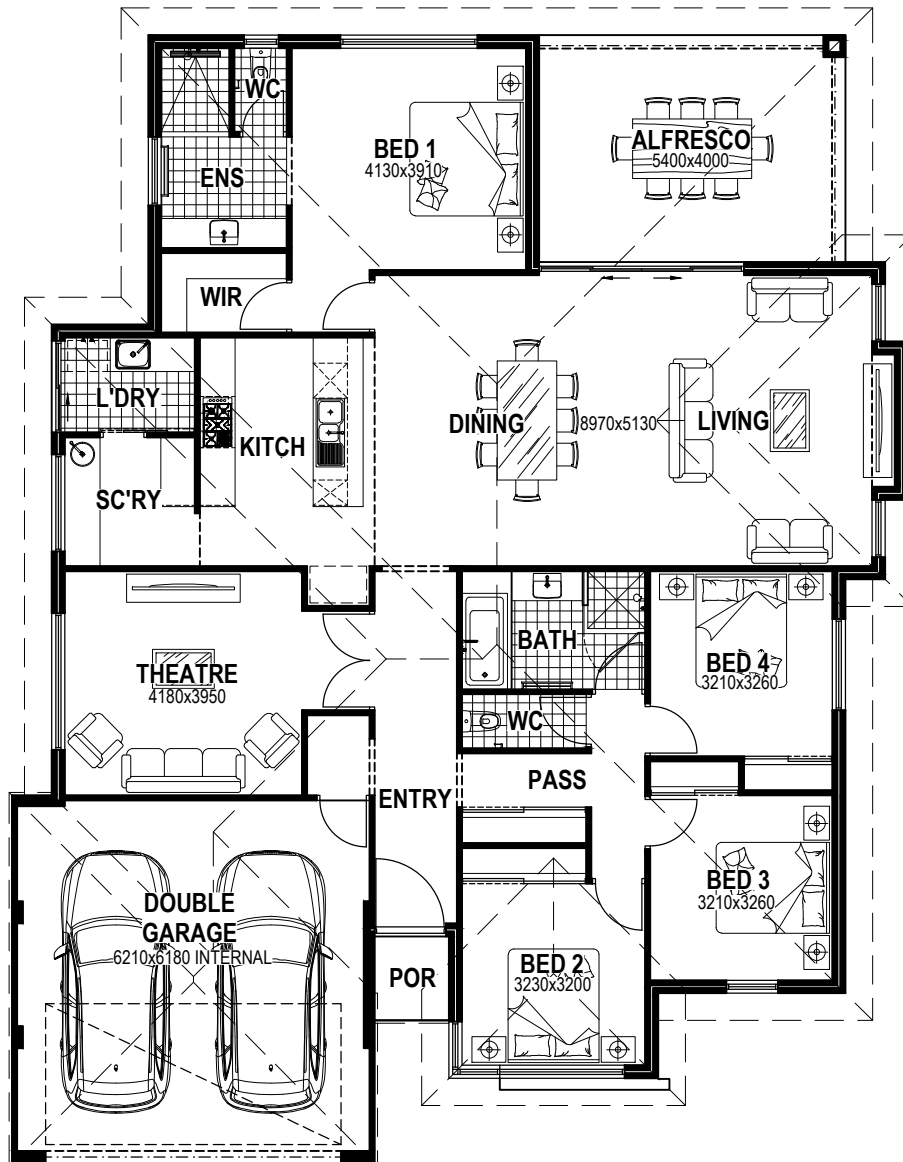 WC
BED 1
4130x3910
ALFRESCO
5400x4000
ENS
WIR
L'DRY
KITCH
DINING
8970x5130
LIVING
SC'RY
THEATRE
4180x3950
BATH
BED 4
3210x3260
WC
PASS
ENTRY
DOUBLE
GARAGE
6210x6180 INTERNAL
BED 3
3210x3260
POR
BED 2
3230x3200